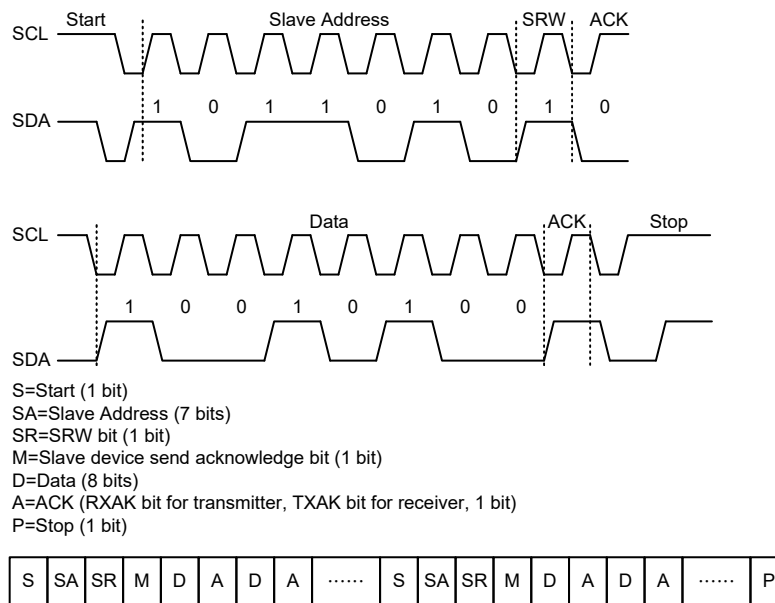 Start Slave Address SRW ACK
SCL
1 0 1 1 0 1 0 1 0
SDA
Data ACK Stop
SCL
1 0 0 1 0 1 0 0
SDA
S=Start (1 bit)
SA=Slave Address (7 bits)
SR=SRW bit (1 bit)
M=Slave device send acknowledge bit (1 bit)
D=Data (8 bits)
A=ACK (RXAK bit for transmitter, TXAK bit for receiver, 1 bit)
P=Stop (1 bit)
S SA SR M D A D A ...... S SA SR M D A D A ...... P